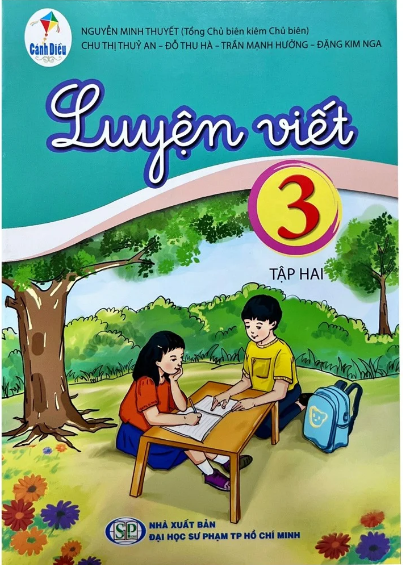 NGUYỄN MINH THUYẾT (Tổng Chủ biên kiêm Chủ biên)
CHU THỊ THUỶ AN – ĐỖ THU HÀ – TRẦN MẠNH HƯỞNG – ĐẶNG KIM NGA
Cánh Diều
Luyện viết
3
TẬP HAI
SP
NHÀ XUẤT BẢN
ĐẠI HỌC SƯ PHẠM TP HỒ CHÍ MINH